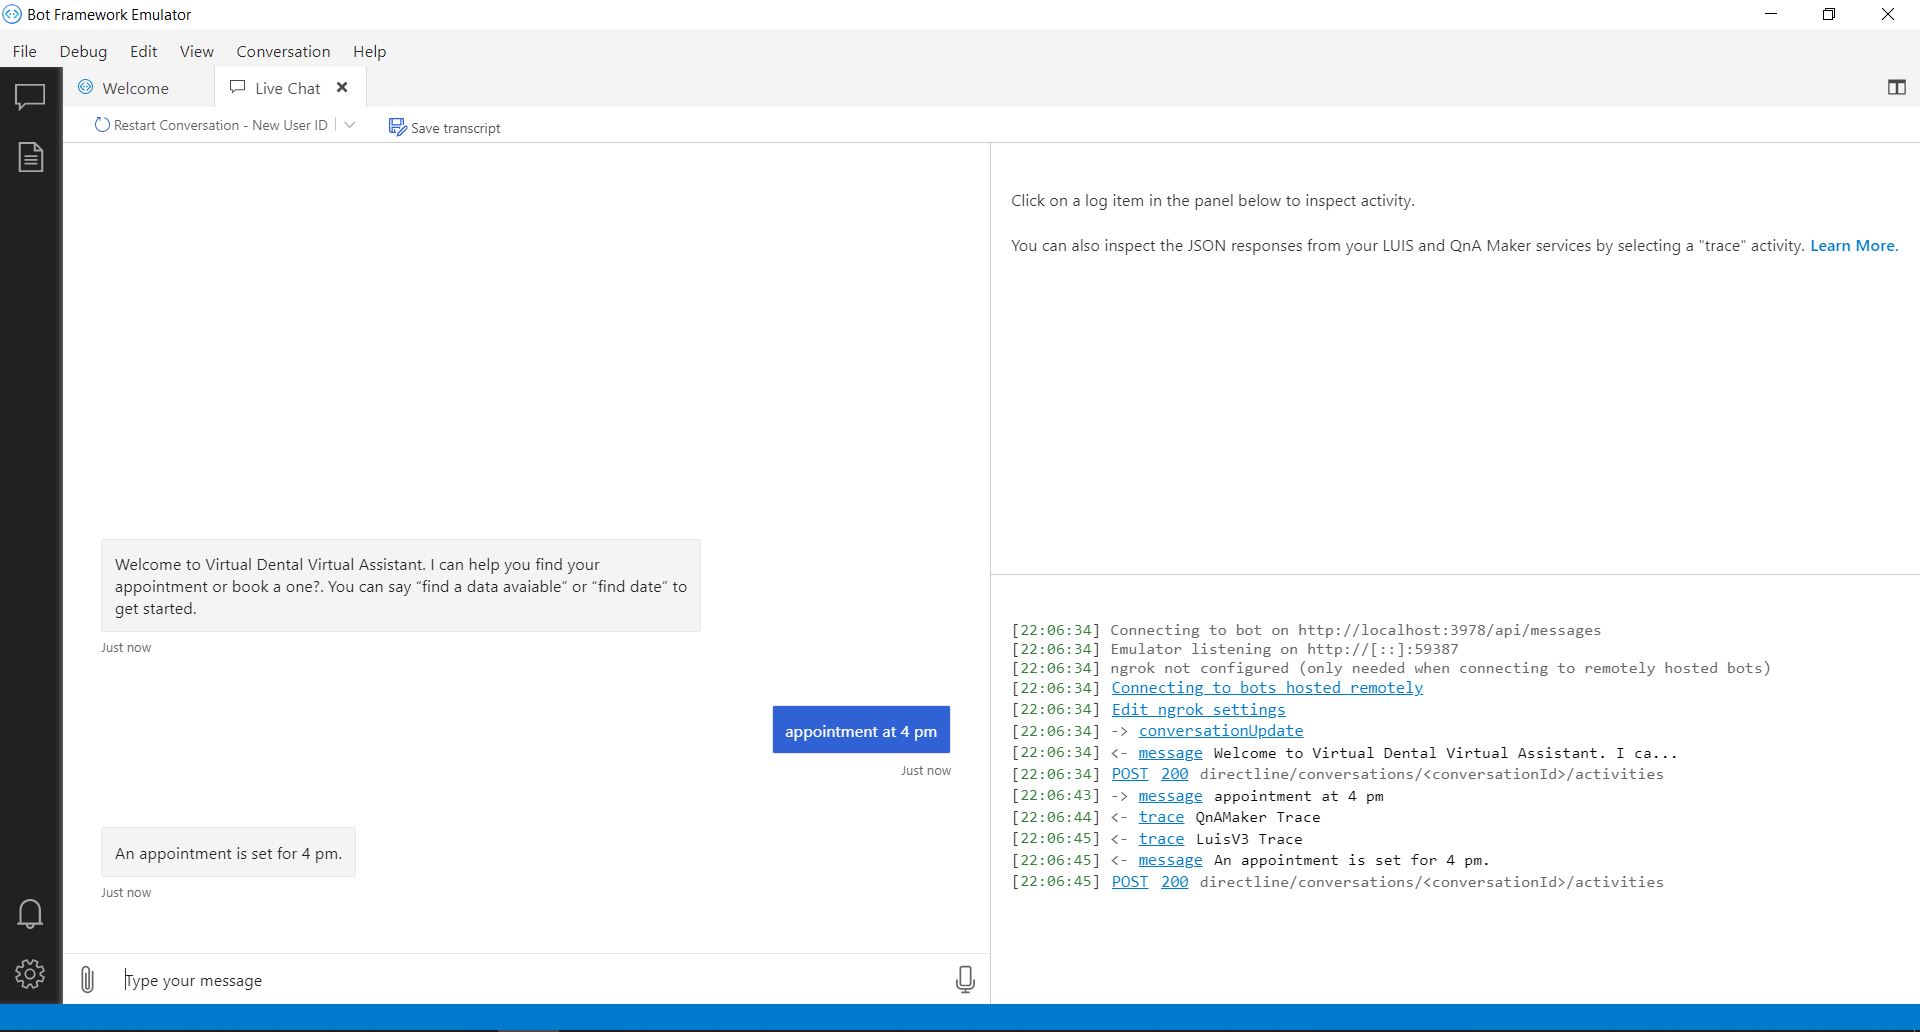 Bot Framework Emulator
File Debug Edit View Conversation Help
Welcome Live Chat
Restart Conversation - New User ID Save transcript
Welcome to Virtual Dental Virtual Assistant. I can help you find your
appointment or book a one?. You can say "find a data avaiable" or "find date" to
get started.
Just now
appointment at 4 pm
Just now
An appointment is set for 4 pm.
Just now
Type your message
Click on a log item in the panel below to inspect activity.
You can also inspect the JSON responses from your LUIS and QnA Maker services by selecting a "trace" activity. Learn More.
[22:06:34] Connecting to bot on http://localhost:3978/api/messages
[22:06:34] Emulator listening on http://[::]:59387
[22:06:34] ngrok not configured (only needed when connecting to remotely hosted bots)
[22:06:34] Connecting to bots hosted remotely
[22:06:34] Edit ngrok settings
[22:06:34] -> conversationUpdate
[22:06:34] <- message Welcome to Virtual Dental Virtual Assistant. I ca...
[22:06:34] POST 200 directline/conversations/<conversationId>/activities
[22:06:43] -> message appointment at 4 pm
[22:06:44] <- trace QnAMaker Trace
[22:06:45] <- trace LuisV3 Trace
[22:06:45] <- message An appointment is set for 4 pm.
[22:06:45] POST 200 directline/conversations/<conversationId>/activities